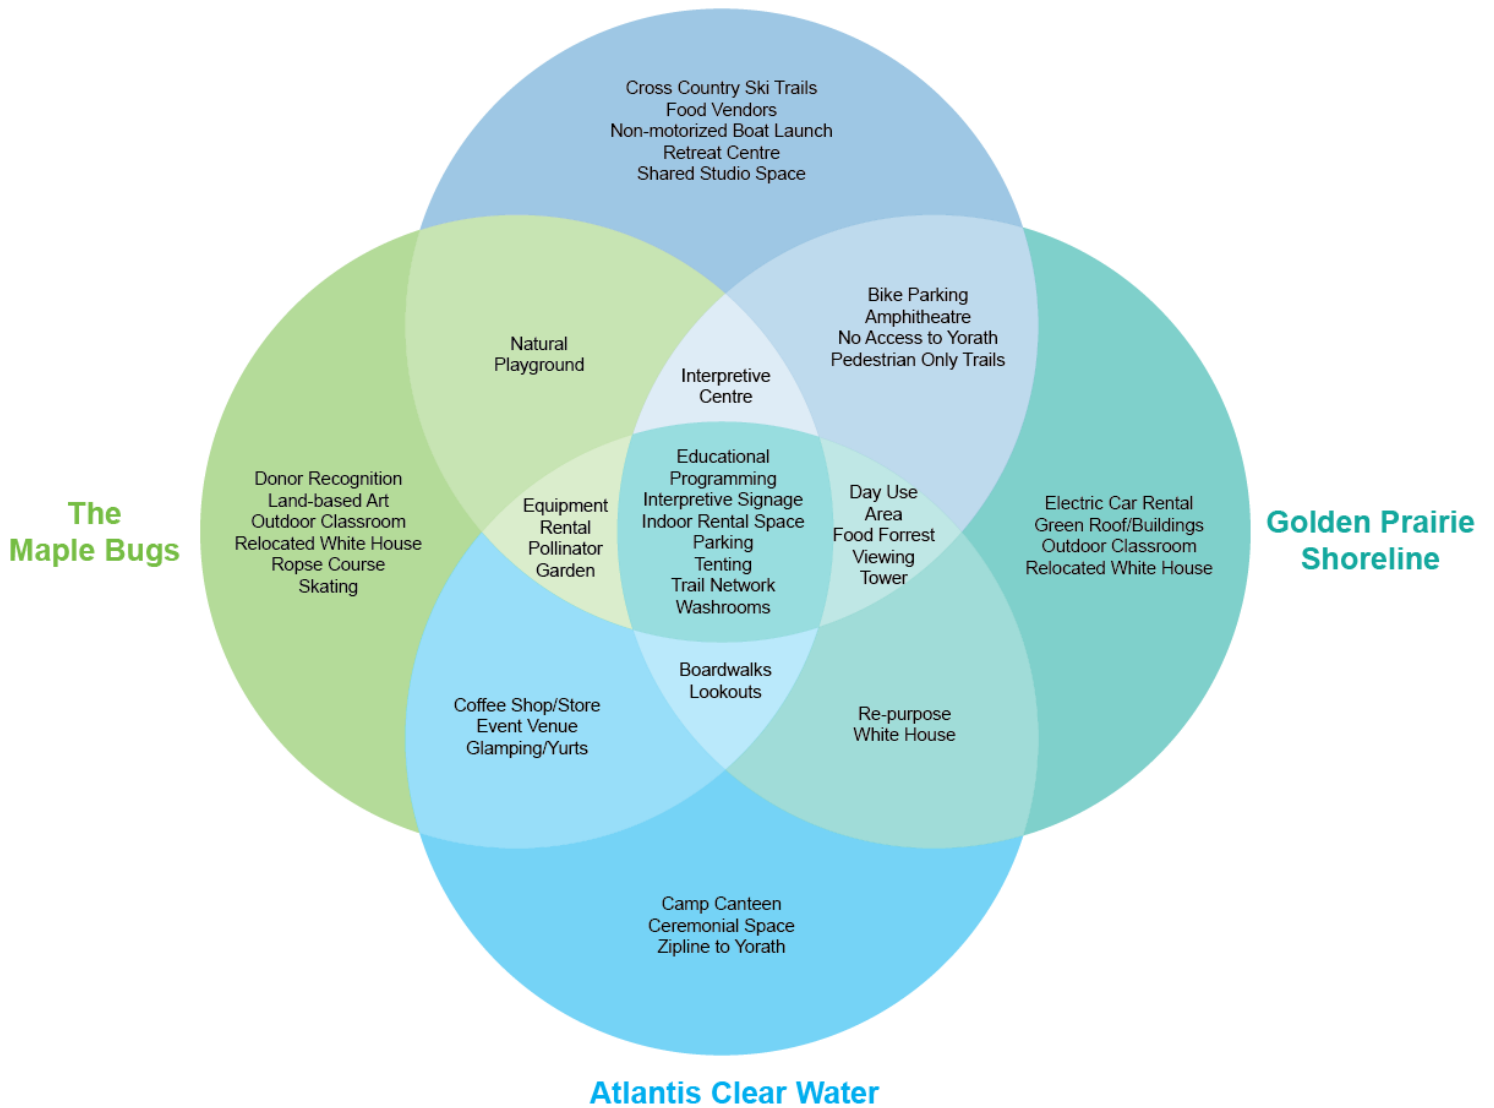 Cross Country Ski Trails
Food Vendors
Non-motorized Boat Launch
Retreat Centre
Shared Studio Space
Bike Parking
Amphitheatre
No Access to Yorath
Pedestrian Only Trails
Natural
Playground
Interpretive
Centre
The
Maple Bugs
Donor Recognition
Land-based Art
Outdoor Classroom
Relocated White House
Ropse Course
Skating
Equipment
Rental
Pollinator
Garden
Educational
Programming
Interpretive Signage
Indoor Rental Space
Parking
Tenting
Trail Network
Washrooms
Day Use
Area
Food Forrest
Viewing
Tower
Electric Car Rental
Green Roof/Buildings
Outdoor Classroom
Relocated White House
Golden Prairie
Shoreline
Boardwalks
Lookouts
Coffee Shop/Store
Event Venue
Glamping/Yurts
Re-purpose
White House
Camp Canteen
Ceremonial Space
Zipline to Yorath
Atlantis Clear Water